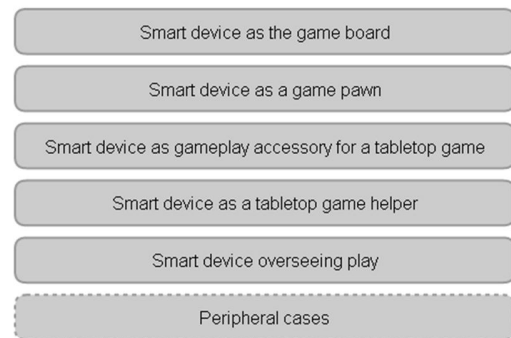 Smart device as the game board
Smart device as a game pawn
Smart device as gameplay accessory for a tabletop game
Smart device as a tabletop game helper
Smart device overseeing play
Peripheral cases